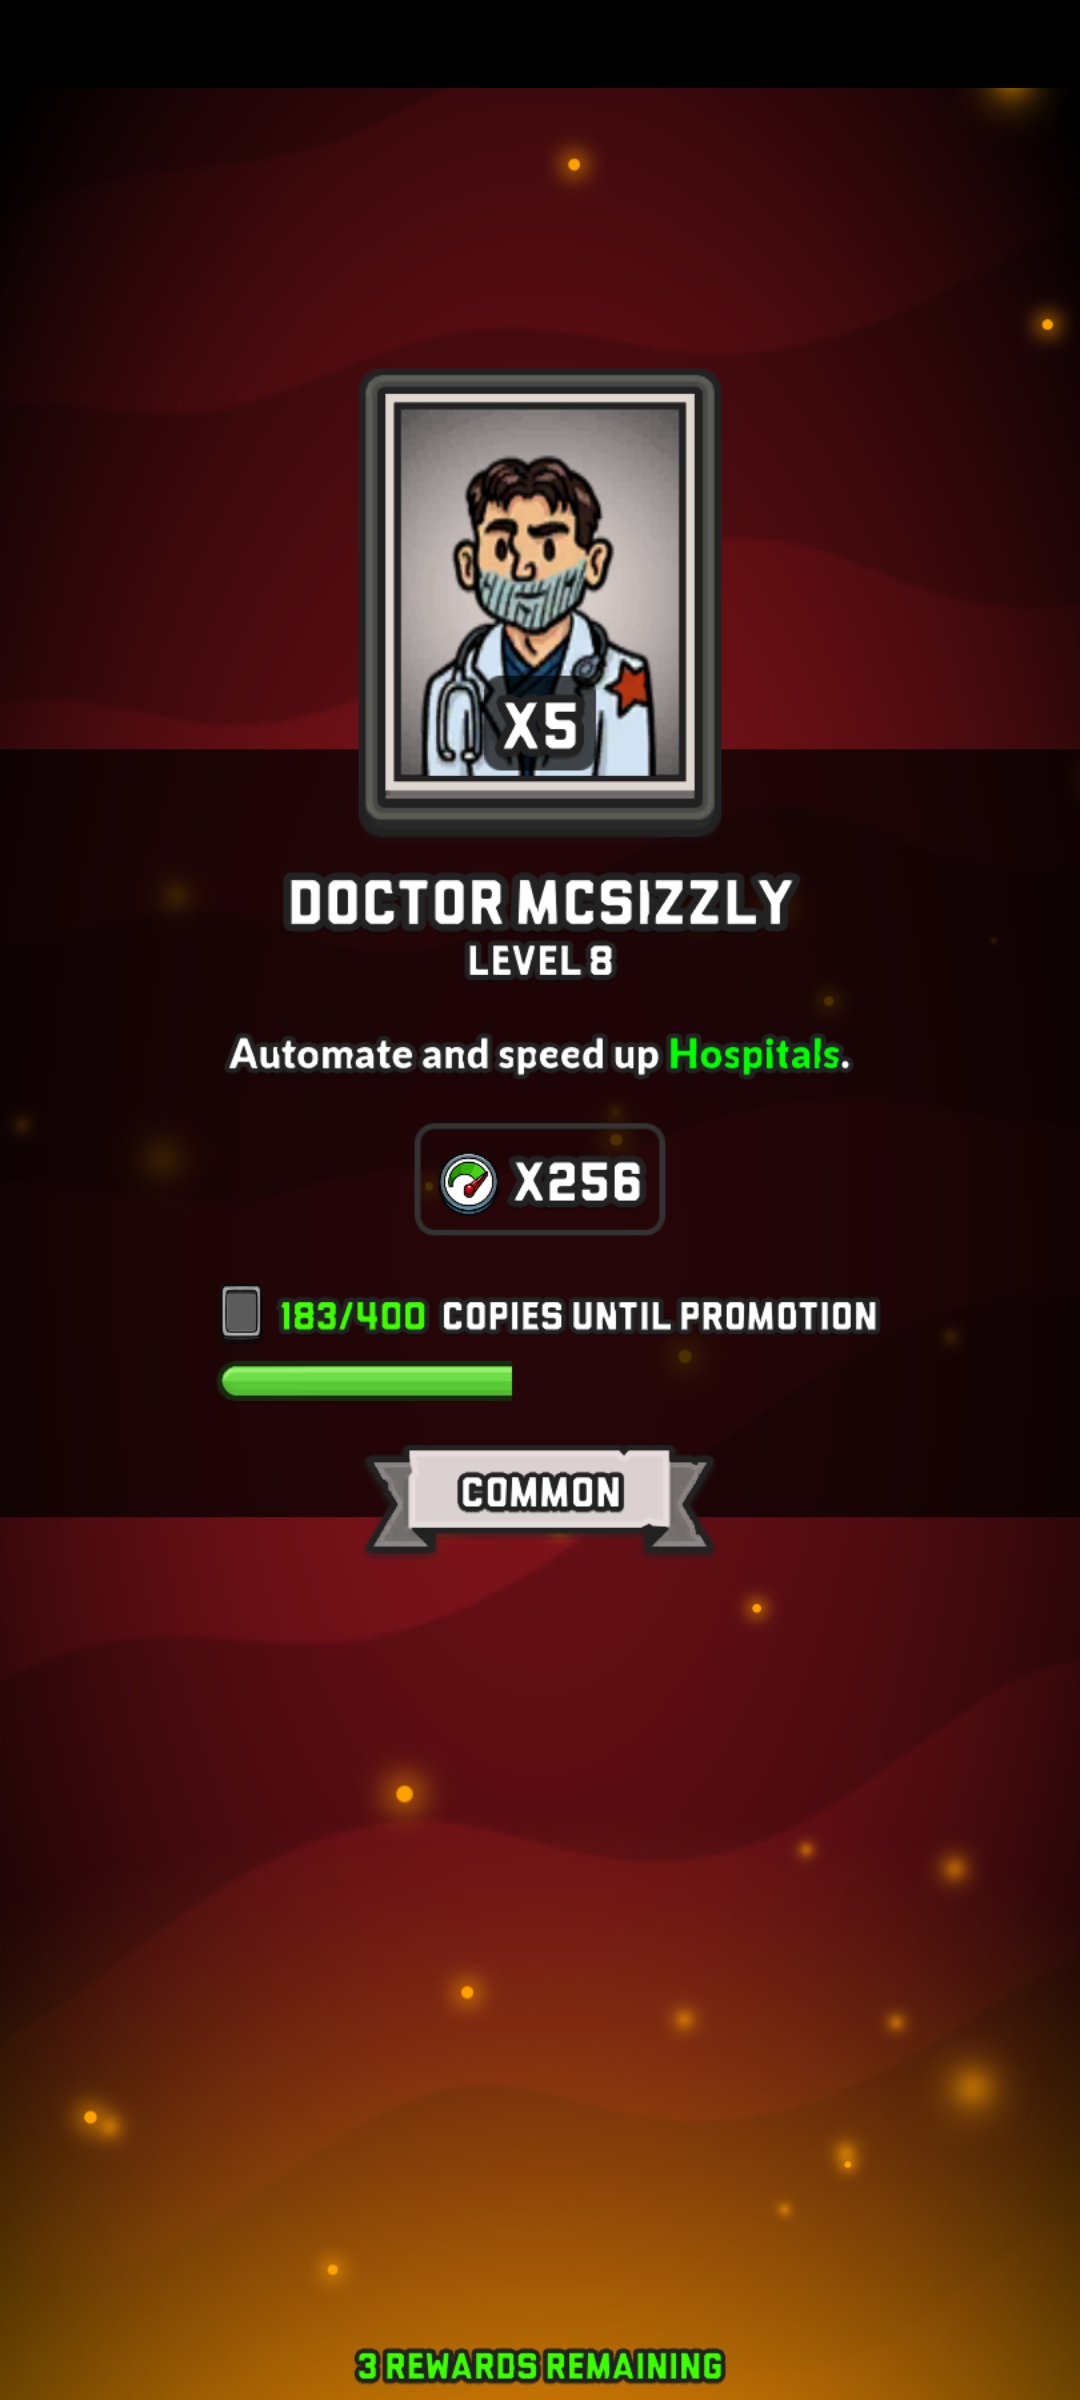 X5
DOCTOR MCSIZZLY
LEVEL 8
Automate and speed up Hospitals.
X256
183/400 COPIES UNTIL PROMOTION
COMMON
3 REWARDS REMAINING